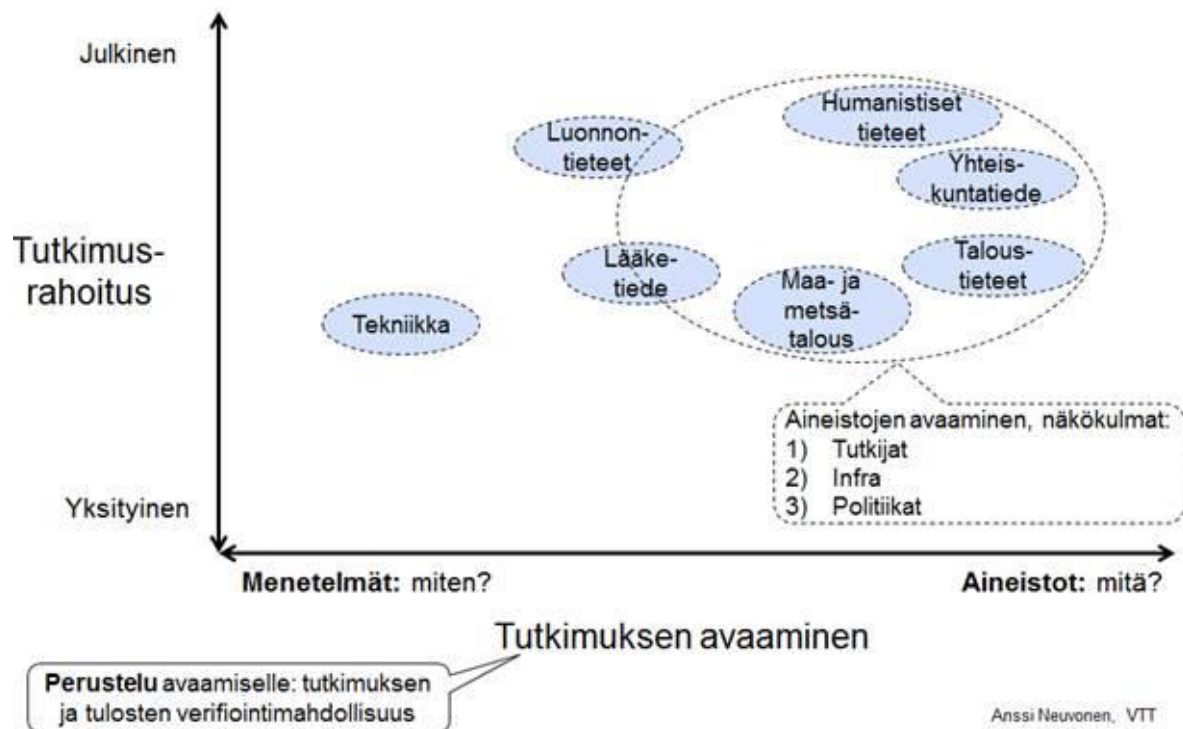 Julkinen
Humanistiset
tieteet
Luonnon-
tieteet
Yhteis-
kuntatiede
Tutkimus-
rahoitus
Lääke-
tiede
Talous-
tieteet
Maa- ja
metsä-
talous
Tekniikka
Aineistojen avaaminen, näkökulmat:
1) Tutkijat
2) Infra
3) Politiikat
Yksityinen
Menetelmät: miten?
Aineistot: mitä?
Tutkimuksen avaaminen
Perustelu avaamiselle: tutkimuksen
ja tulosten verifiointimahdollisuus
Anssi Neuvonen, VTT